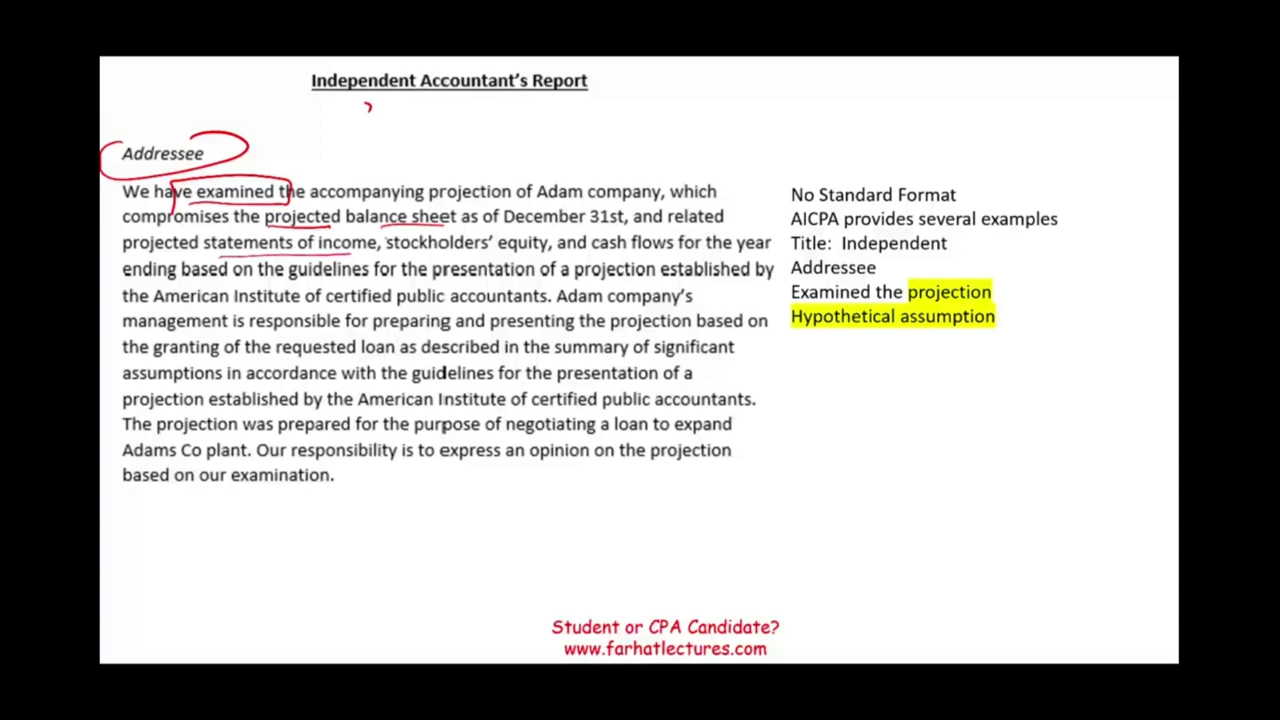 Independent Accountant's Report
Addressee
We have examined the accompanying projection of Adam company, which
compromises the projected balance sheet as of December 31st, and related
projected statements of income, stockholders' equity, and cash flows for the year
ending based on the guidelines for the presentation of a projection established by
the American Institute of certified public accountants. Adam company's
management is responsible for preparing and presenting the projection based on
the granting of the requested loan as described in the summary of significant
assumptions in accordance with the guidelines for the presentation of a
projection established by the American Institute of certified public accountants.
The projection was prepared for the purpose of negotiating a loan to expand
Adams Co plant. Our responsibility is to express an opinion on the projection
based on our examination.
No Standard Format
AICPA provides several examples
Title: Independent
Addressee
Examined the projection
Hypothetical assumption
Student or CPA Candidate?
www.farhatlectures.com